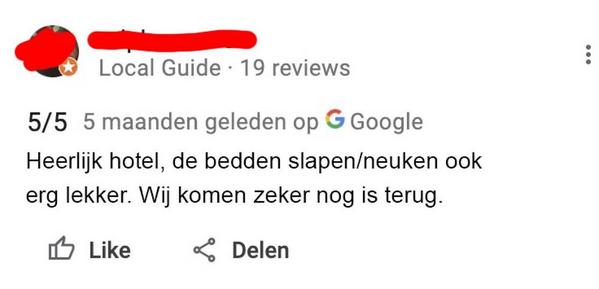 Local Guide · 19 reviews
5/5 5 maanden geleden op Google
Heerlijk hotel, de bedden slapen/neuken ook
erg lekker. Wij komen zeker nog is terug.
Like Delen